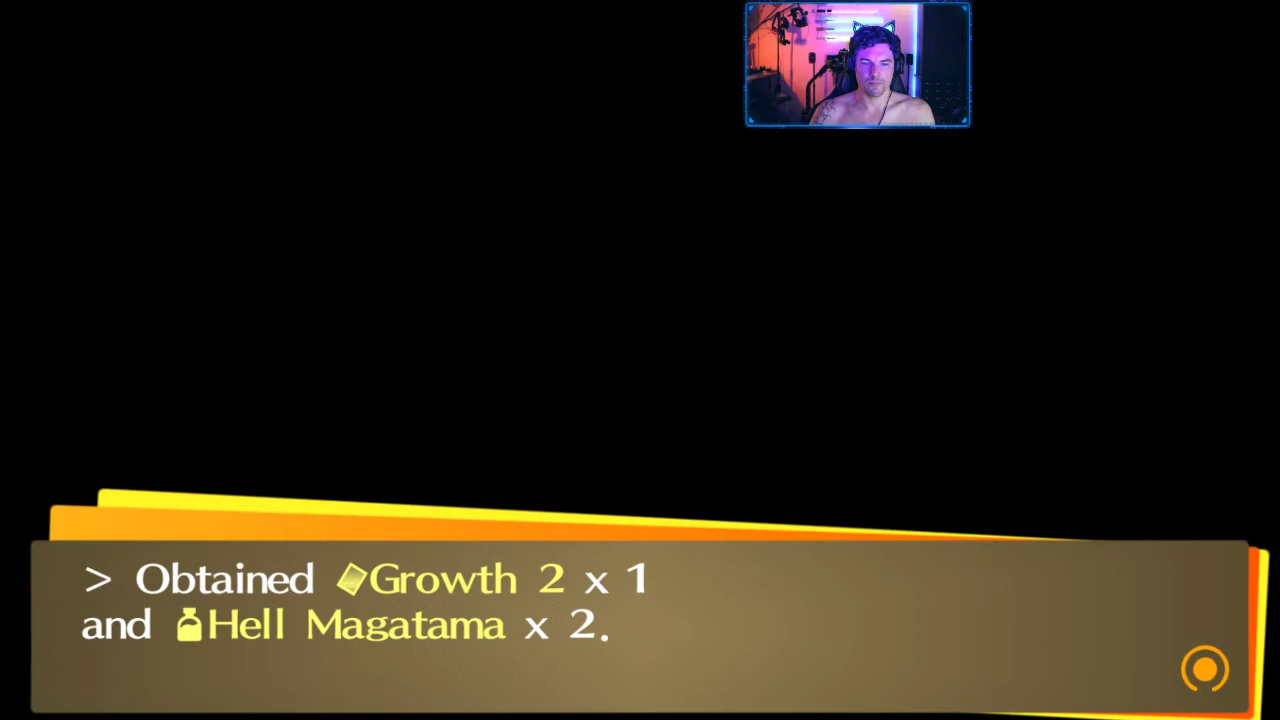 > Obtained Growth 2 x 1
and Hell Magatama x 2.